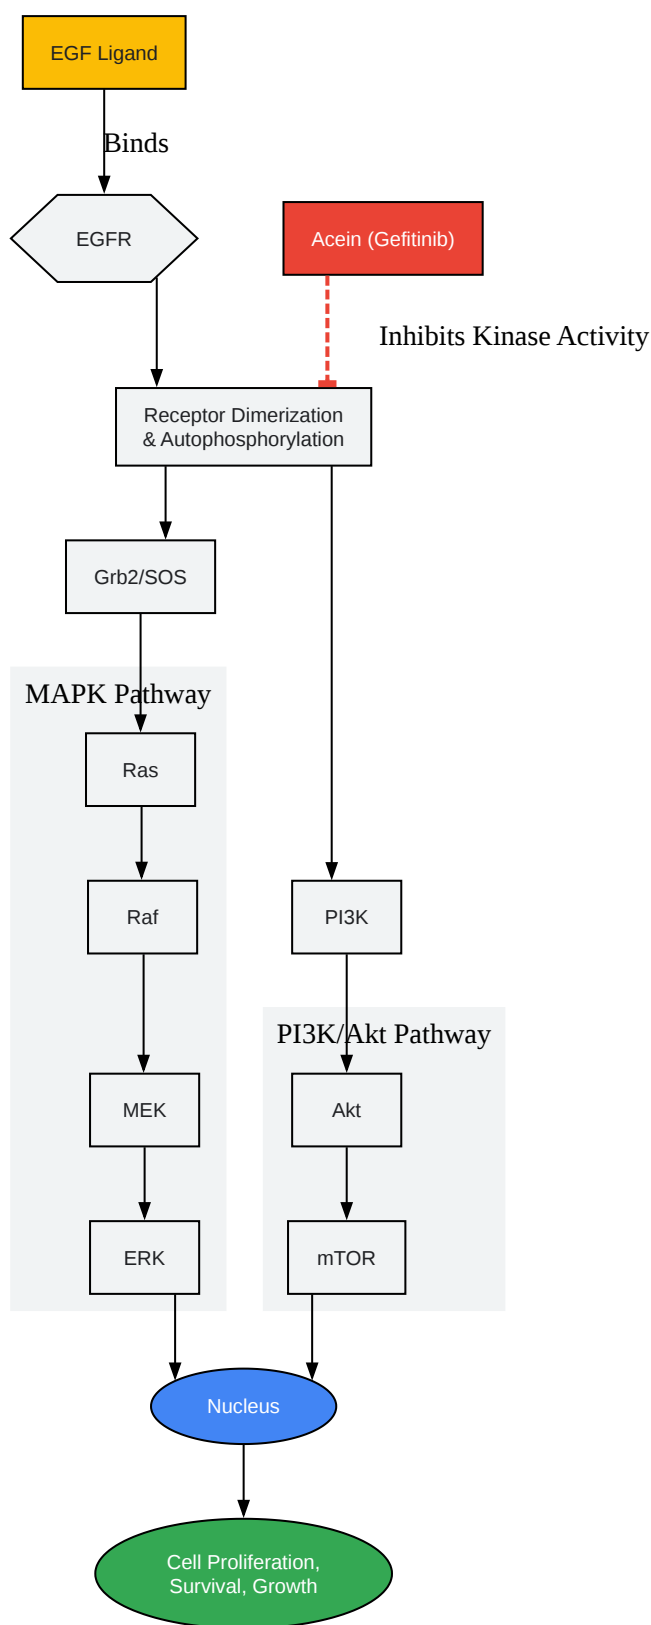 EGF Ligand
Binds
EGFR
Acein (Gefitinib)
Inhibits Kinase Activity
Receptor Dimerization
& Autophosphorylation
Grb2/SOS
MAPK Pathway
Ras
Raf
PI3K
PI3K/Akt Pathway
MEK
Akt
ERK
mTOR
Nucleus
Cell Proliferation,
Survival, Growth